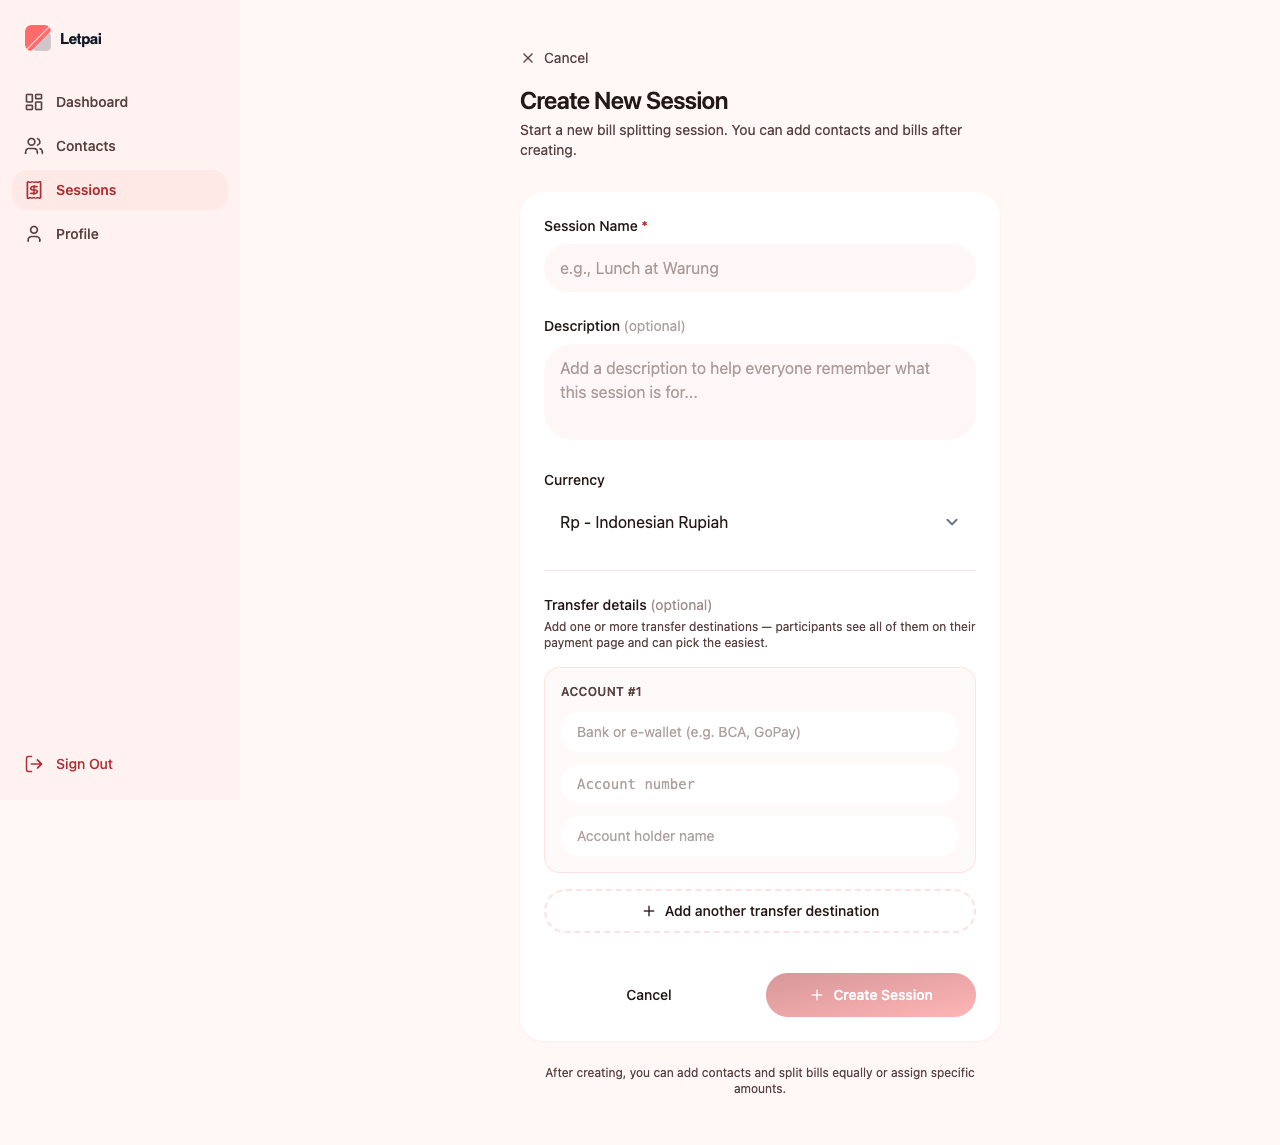 Letpai
Dashboard
Contacts
Sessions
Profile
Sign Out
Cancel
Create New Session
Start a new bill splitting session. You can add contacts and bills after
creating.
Session Name *
e.g., Lunch at Warung
Description (optional)
Add a description to help everyone remember what
this session is for...
Currency
Rp - Indonesian Rupiah
Transfer details (optional)
Add one or more transfer destinations — participants see all of them on their
payment page and can pick the easiest.
ACCOUNT #1
Bank or e-wallet (e.g. BCA, GoPay)
Account number
Account holder name
Add another transfer destination
Cancel
Create Session
After creating, you can add contacts and split bills equally or assign specific
amounts.